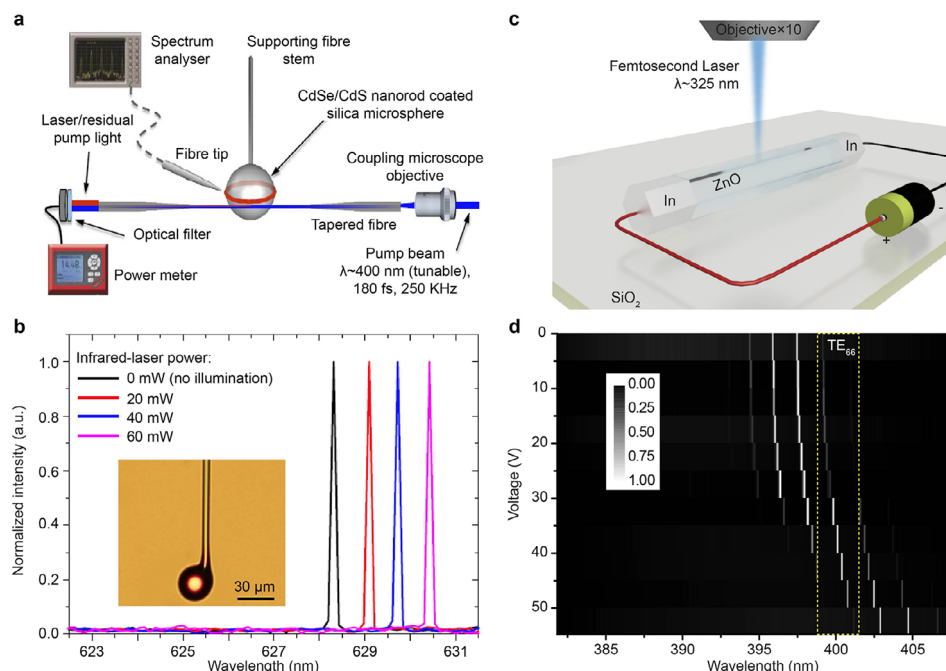 a
Spectrum
analyser
Supporting fibre
stem
CdSe/CdS nanorod coated
silica microsphere
Laser/residual
pump light
Fibre tip
Coupling microscope
objective
Optical filter
Tapered fibre
Power meter
14.48
Pump beam
λ~400 nm (tunable),
180 fs, 250 KHz
b
Infrared-laser power:
0 mW (no illumination)
20 mW
40 mW
60 mW
30 µm
Normalized intensity (a.u.)
1.0
0.8
0.6
0.4
0.2
0.0
623 625 627 629 631
Wavelength (nm)
c
Objective×10
Femtosecond Laser
λ~325 nm
In
ZnO
In
-
+
SiO₂
d
TE₆₆
0.00
0.25
0.50
0.75
1.00
Voltage (V)
0
10
20
30
40
50
385 390 395 400 405
Wavelength (nm)